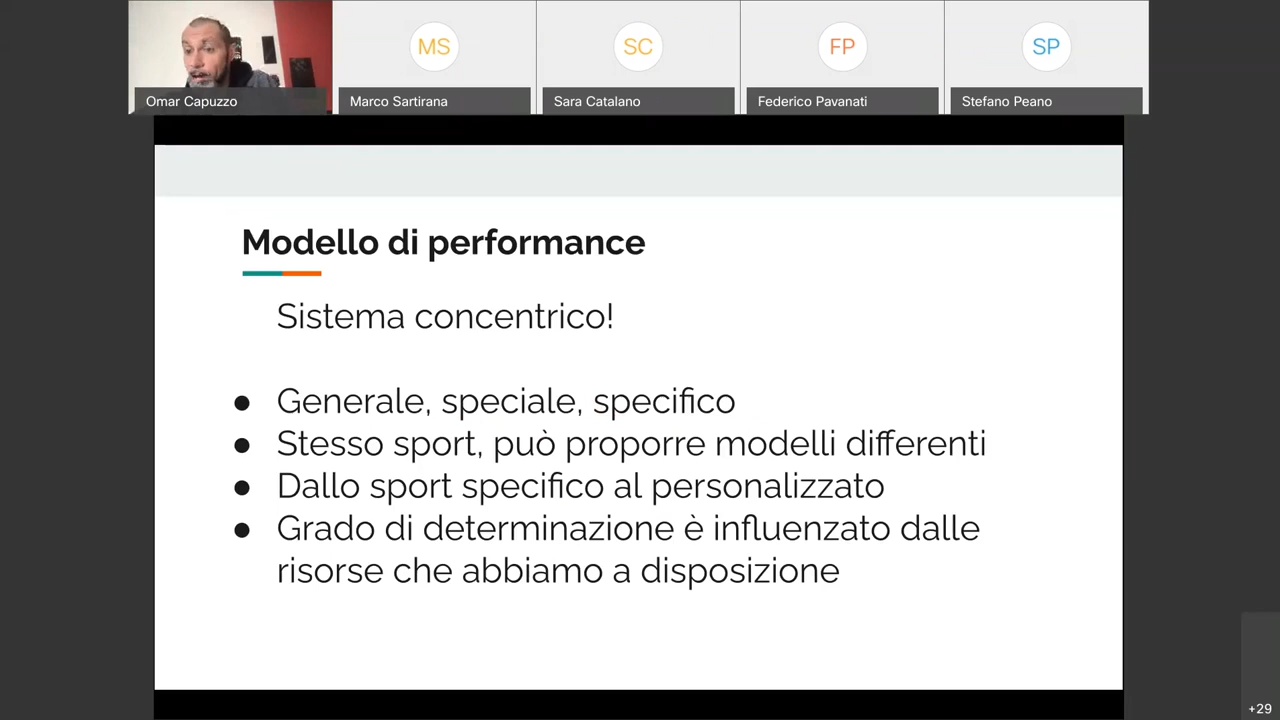 MS
SC
FP
SP
Omar Capuzzo
Marco Sartirana
Sara Catalano
Federico Pavanati
Stefano Peano
Modello di performance
Sistema concentrico!
● Generale, speciale, specifico
● Stesso sport, può proporre modelli differenti
● Dallo sport specifico al personalizzato
● Grado di determinazione è influenzato dalle
risorse che abbiamo a disposizione
+29